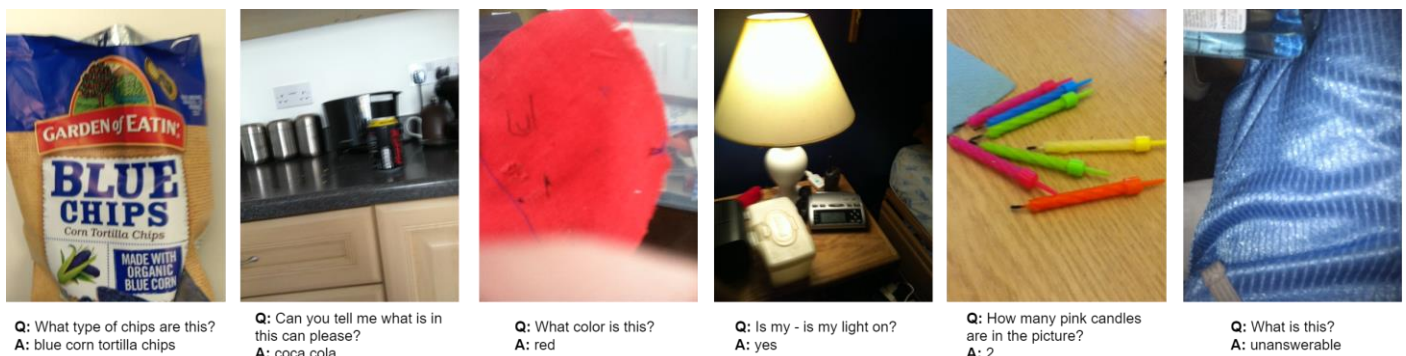 GARDEN of EATIN'.
BLUE
CHIPS
Corn Tortilla Chips
MADE WITH
ORGANIC
BLUE CORN
Q: What type of chips are this?
A: blue corn tortilla chips
Q: Can you tell me what is in
this can please?
A: coca cola
Q: What color is this?
A: red
Q: Is my - is my light on?
A: yes
Q: How many pink candles
are in the picture?
A: 2
Q: What is this?
A: unanswerable